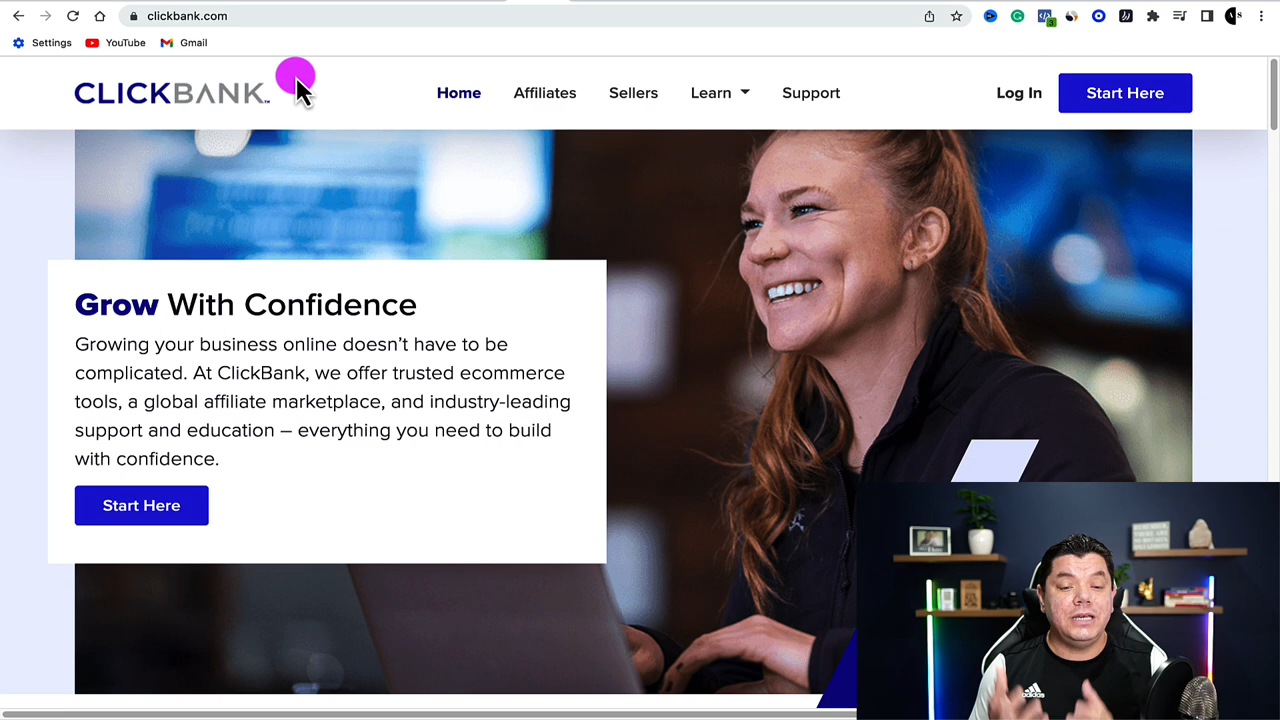 clickbank.com
3
Settings
YouTube
Gmail
CLICKBANK
Home
Affiliates
Sellers
Learn
Support
Log In
Start Here
Grow With Confidence
Growing your business online doesn’t have to be
complicated. At ClickBank, we offer trusted ecommerce
tools, a global affiliate marketplace, and industry-leading
support and education – everything you need to build
with confidence.
Start Here
adidas